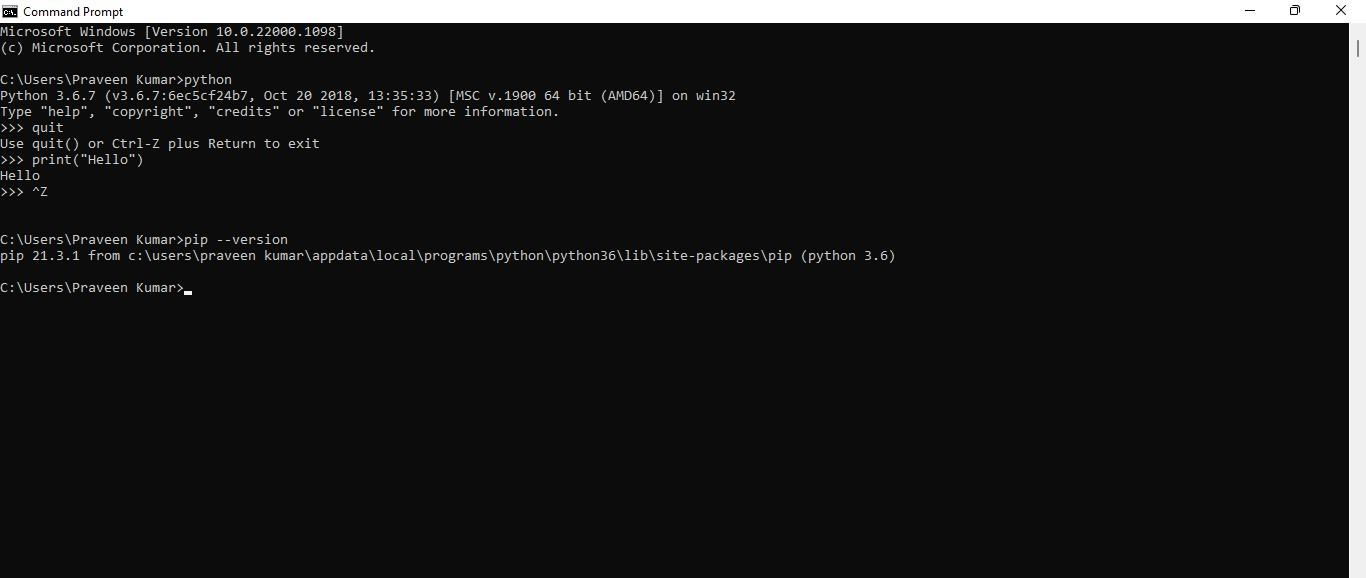 Command Prompt
Microsoft Windows [Version 10.0.22000.1098]
(c) Microsoft Corporation. All rights reserved.
C:\Users\Praveen Kumar>python
Python 3.6.7 (v3.6.7:6ec5cf24b7, Oct 20 2018, 13:35:33) [MSC v.1900 64 bit (AMD64)] on win32
Type "help", "copyright", "credits" or "license" for more information.
>>> quit
Use quit() or Ctrl-Z plus Return to exit
>>> print("Hello")
Hello
>>> ^Z
C:\Users\Praveen Kumar>pip --version
pip 21.3.1 from c:\users\praveen kumar\appdata\local\programs\python\python36\lib\site-packages\pip (python 3.6)
C:\Users\Praveen Kumar>